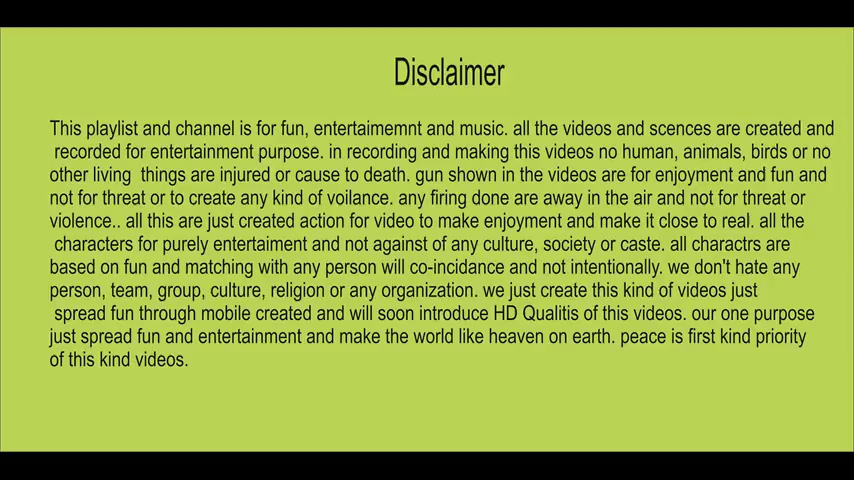 Disclaimer
This playlist and channel is for fun, entertaimemnt and music. all the videos and scences are created and
recorded for entertainment purpose. in recording and making this videos no human, animals, birds or no
other living things are injured or cause to death. gun shown in the videos are for enjoyment and fun and
not for threat or to create any kind of voilance. any firing done are away in the air and not for threat or
violence.. all this are just created action for video to make enjoyment and make it close to real. all the
characters for purely entertaiment and not against of any culture, society or caste. all charactrs are
based on fun and matching with any person will co-incidance and not intentionally. we don't hate any
person, team, group, culture, religion or any organization. we just create this kind of videos just
spread fun through mobile created and will soon introduce HD Qualitis of this videos. our one purpose
just spread fun and entertainment and make the world like heaven on earth. peace is first kind priority
of this kind videos.